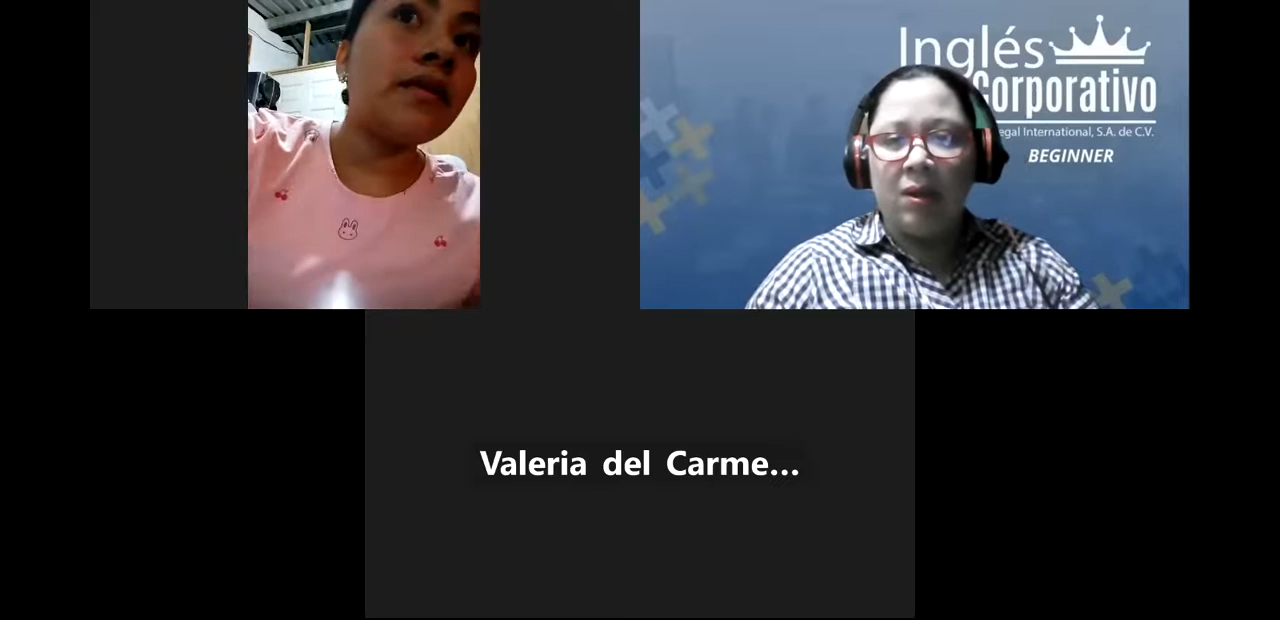 Inglés
Corporativo
egal International, S.A. de C.V.
BEGINNER
Valeria del Carme...